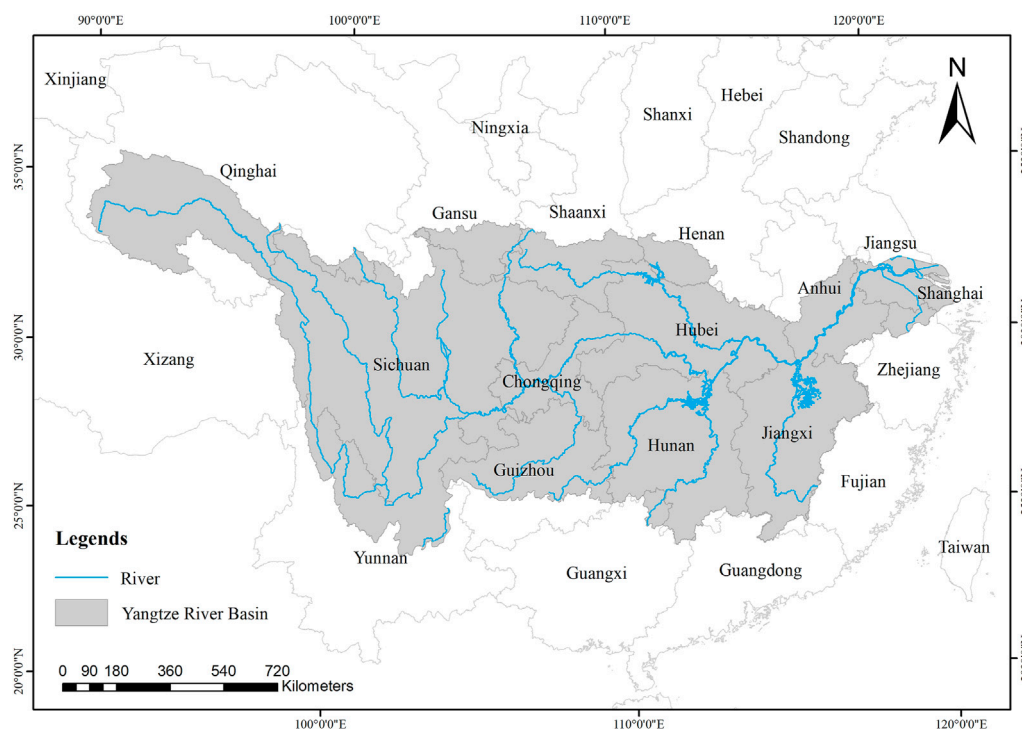 90°0'0"E 100°0'0"E 110°0'0"E 120°0'0"E
N
Xinjiang
Hebei
Shanxi
Ningxia
Shandong
35°0'0"N
Qinghai
Gansu
Shaanxi
Henan
Jiangsu
Anhui
Shanghai
30°0'0"N
Hubei
Xizang
Sichuan
Zhejiang
Chongqing
Hunan
Jiangxi
Guizhou
Fujian
25°0'0"N
Legends
Taiwan
Yunnan
Guangxi
Guangdong
River
Yangtze River Basin
0 90 180 360 540 720
Kilometers
20°0'0"N
100°0'0"E 110°0'0"E 120°0'0"E